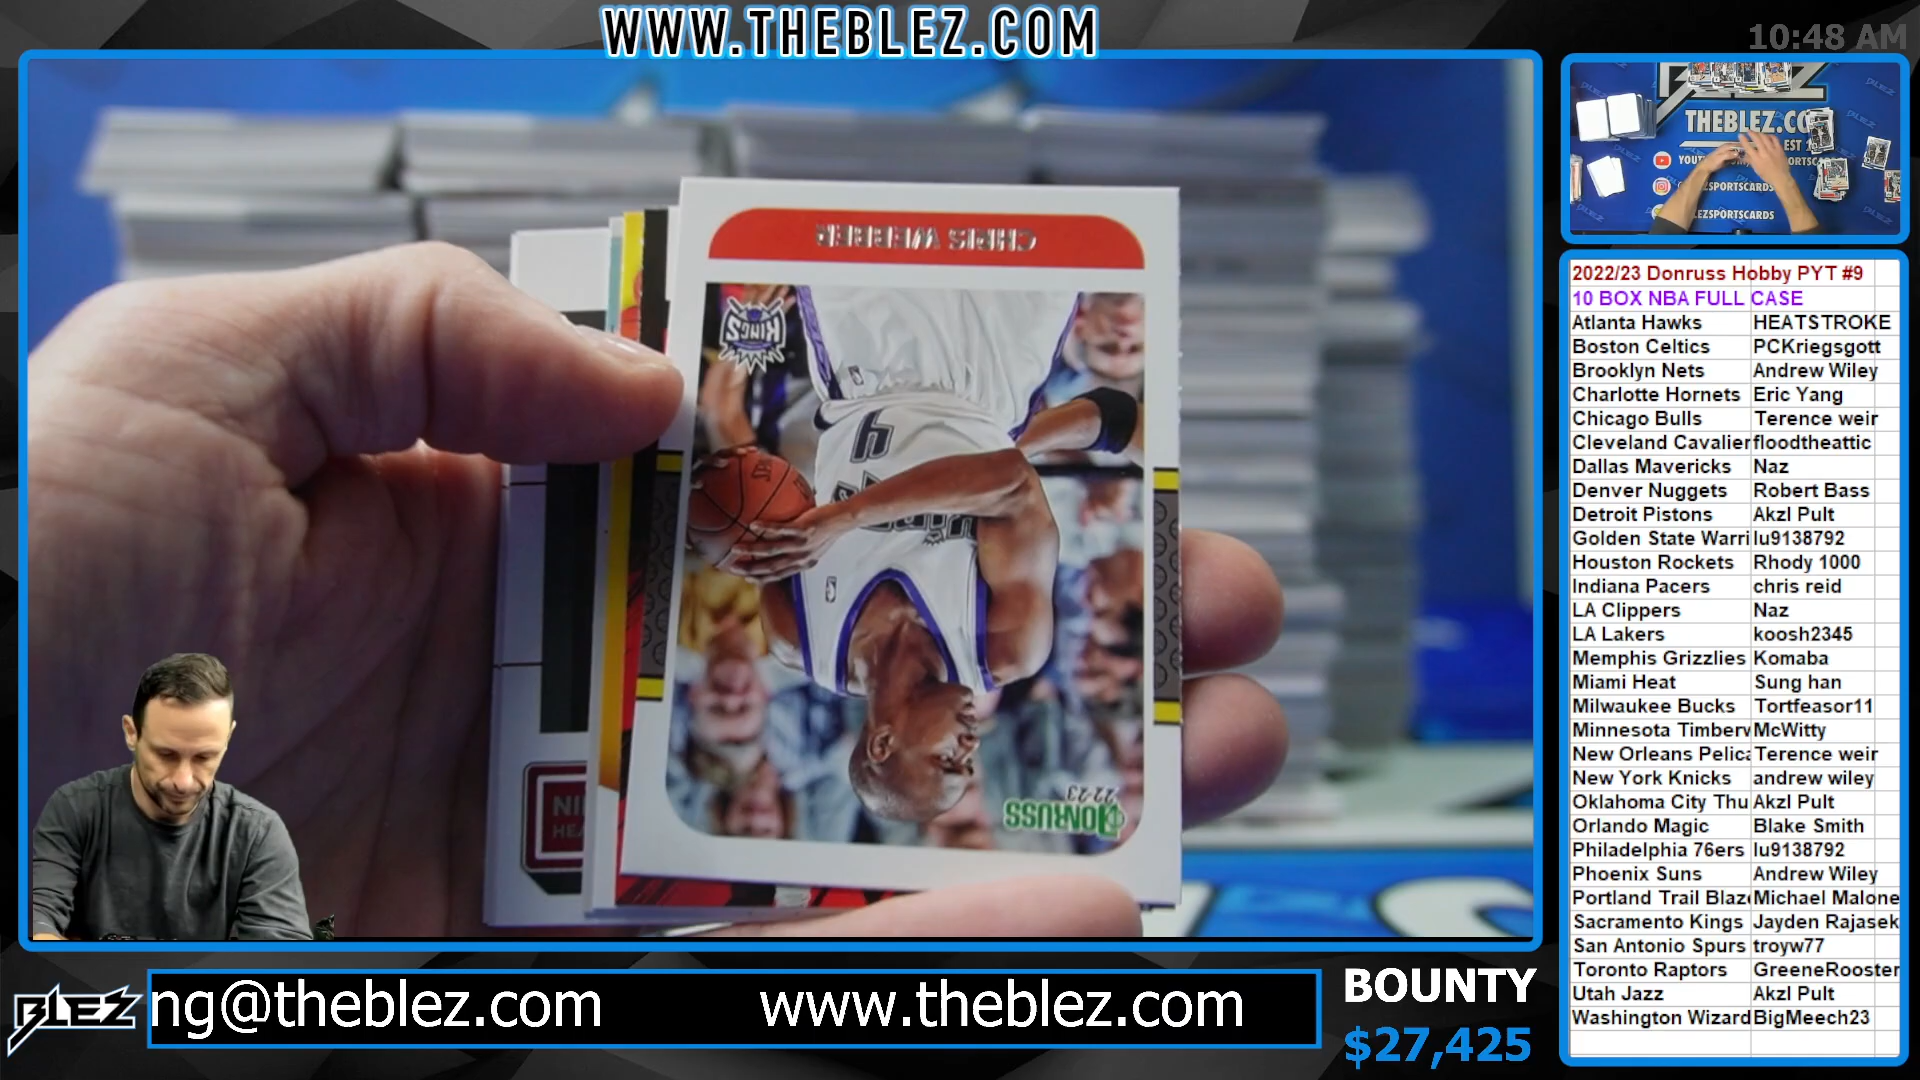 WWW.THEBLEZ.COM
10:48 AM
CHRIS WEBBER
KINGS
4
DONRUSS
22-23
THEBLEZ.CO
EST
LEZSPORTSCARDS
LEZSPORTSCARDS
2022/23 Donruss Hobby PYT #9
10 BOX NBA FULL CASE
Atlanta Hawks HEATSTROKE
Boston Celtics PCKriegsgott
Brooklyn Nets Andrew Wiley
Charlotte Hornets Eric Yang
Chicago Bulls Terence weir
Cleveland Cavalier floodtheattic
Dallas Mavericks Naz
Denver Nuggets Robert Bass
Detroit Pistons Akzl Pult
Golden State Warri lu9138792
Houston Rockets Rhody 1000
Indiana Pacers chris reid
LA Clippers Naz
LA Lakers koosh2345
Memphis Grizzlies Komaba
Miami Heat Sung han
Milwaukee Bucks Tortfeasor11
Minnesota Timberv McWitty
New Orleans Pelica Terence weir
New York Knicks andrew wiley
Oklahoma City Thu Akzl Pult
Orlando Magic Blake Smith
Philadelphia 76ers lu9138792
Phoenix Suns Andrew Wiley
Portland Trail Blaze Michael Malone
Sacramento Kings Jayden Rajasek
San Antonio Spurs troyw77
Toronto Raptors GreeneRooster
Utah Jazz Akzl Pult
Washington Wizard BigMeech23
BLEZ
ng@theblez.com www.theblez.com
BOUNTY
$27,425